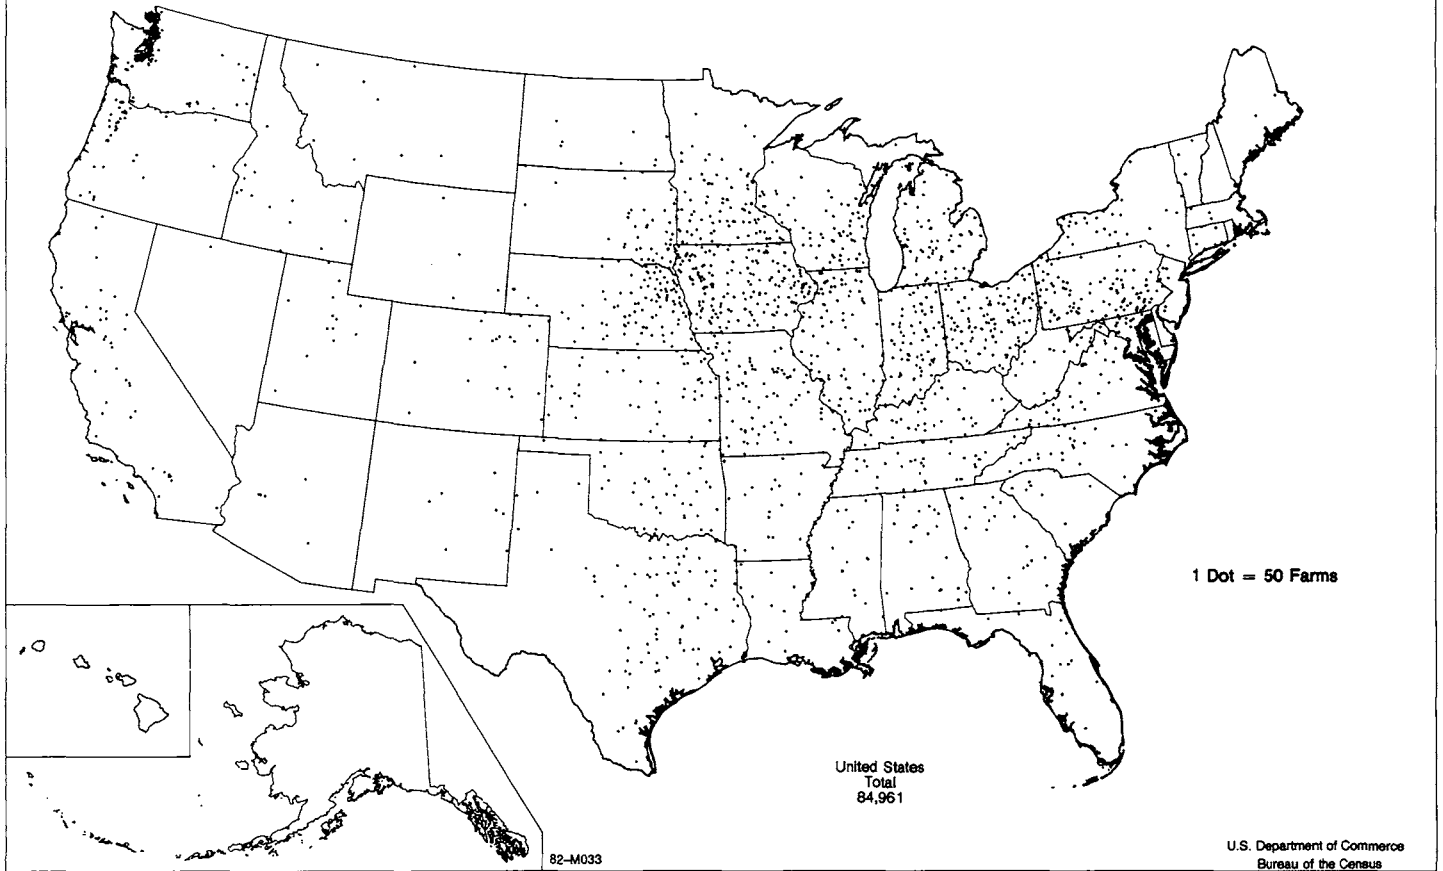 1 Dot = 50 Farms
United States
Total
84,961
82-M033
U.S. Department of Commerce
Bureau of the Census